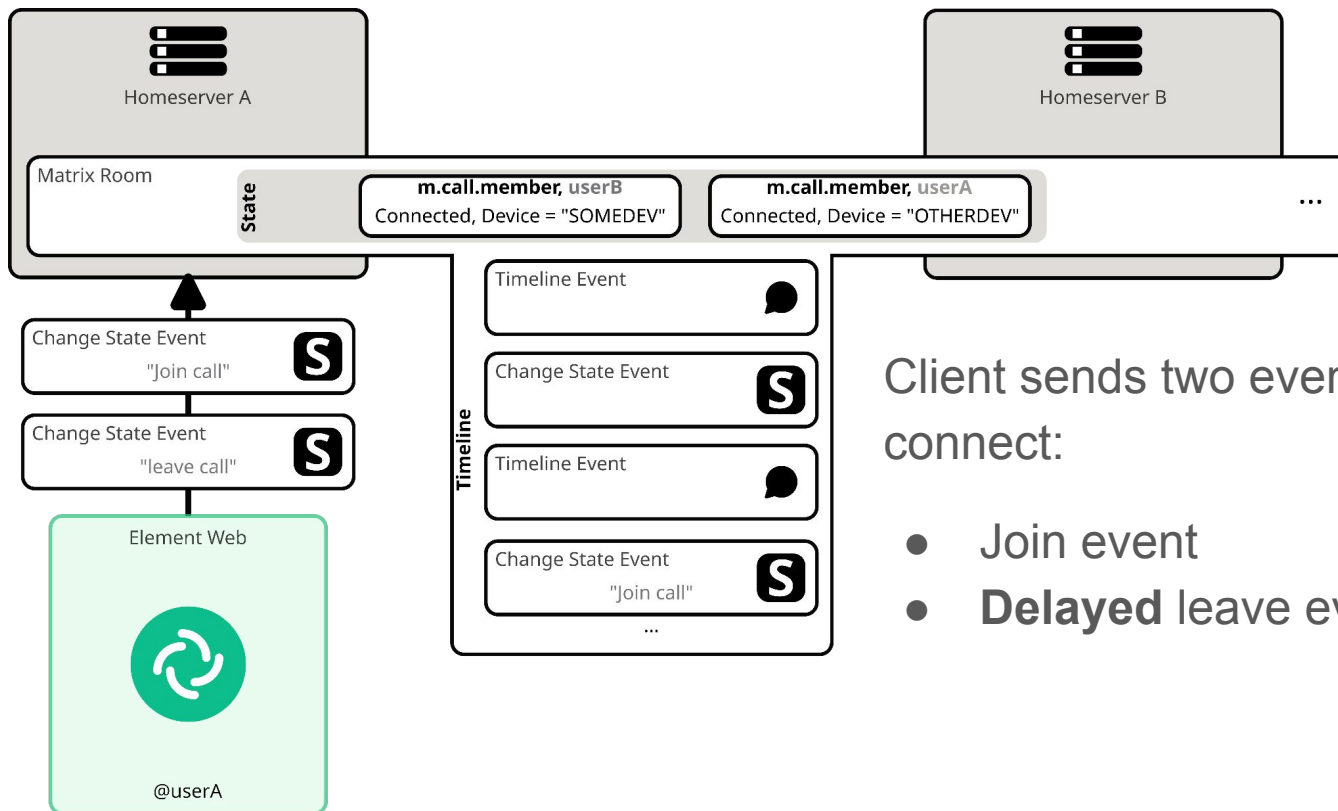 Homeserver A
Homeserver B
Matrix Room
State
m.call.member, userB
Connected, Device = "SOMEDEV"
m.call.member, userA
Connected, Device = "OTHERDEV"
...
Change State Event
"Join call"
S
Change State Event
"leave call"
S
Element Web
@userA
Timeline
Timeline Event
Change State Event
S
Timeline Event
Change State Event
"Join call"
S
...
Client sends two
connect:
● Join event
● Delayed leave